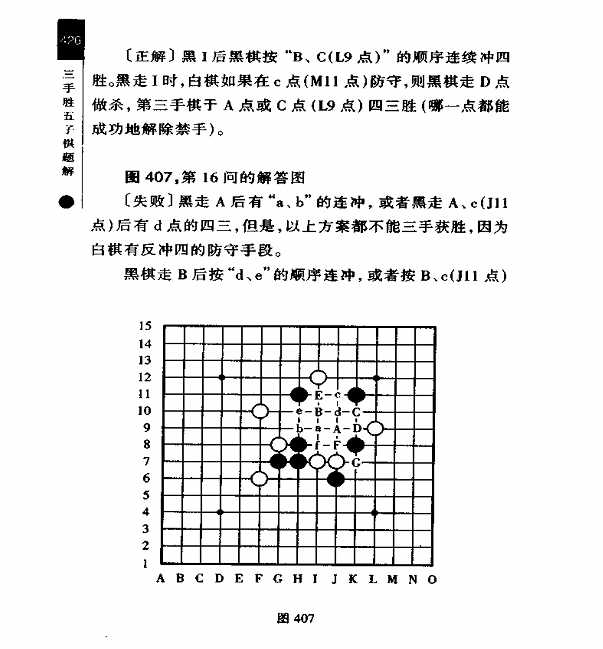 426
三手胜五子棋题解
〔正解〕黑 I 后黑棋按 “B、C(L9 点)” 的顺序连续冲四
胜。黑走 I 时,白棋如果在 c 点(M11 点)防守,则黑棋走 D 点
做杀, 第三手棋于 A 点或 C 点 (L9 点) 四三胜 (哪一点都能
成功地解除禁手)。
图 407,第 16 问的解答图
〔失败〕黑走 A 后有 “a、b” 的连冲, 或者黑走 A、c(J11
点)后有 d 点的四三,但是,以上方案都不能三手获胜,因为
白棋有反冲四的防守手段。
黑棋走 B 后按 “d、e” 的顺序连冲, 或者按 B、c(J11 点)
15
14
13
12
11 E c
10 e B d C
9 b a A D
8 f F
7 G
6
5
4
3
2
1
A B C D E F G H I J K L M N O
图 407